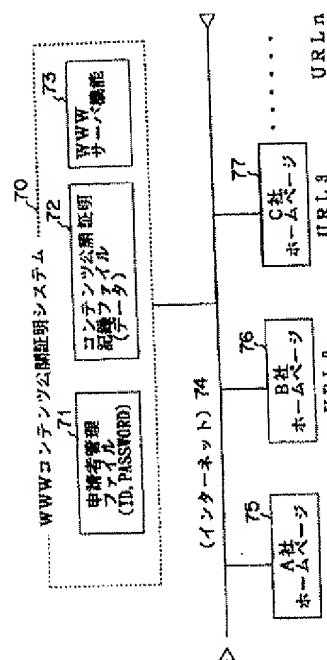 70
WWWコンテンツ公開証明システム
71
申請者管理
ファイル
(ID,PASSWORD)
72
コンテンツ公開証明
記録ファイル
(データ)
73
WWW
サーバ機能
(インターネット) 74
75
A社
ホームページ
76
B社
ホームページ
77
C社
ホームページ
URL3
......
URLn